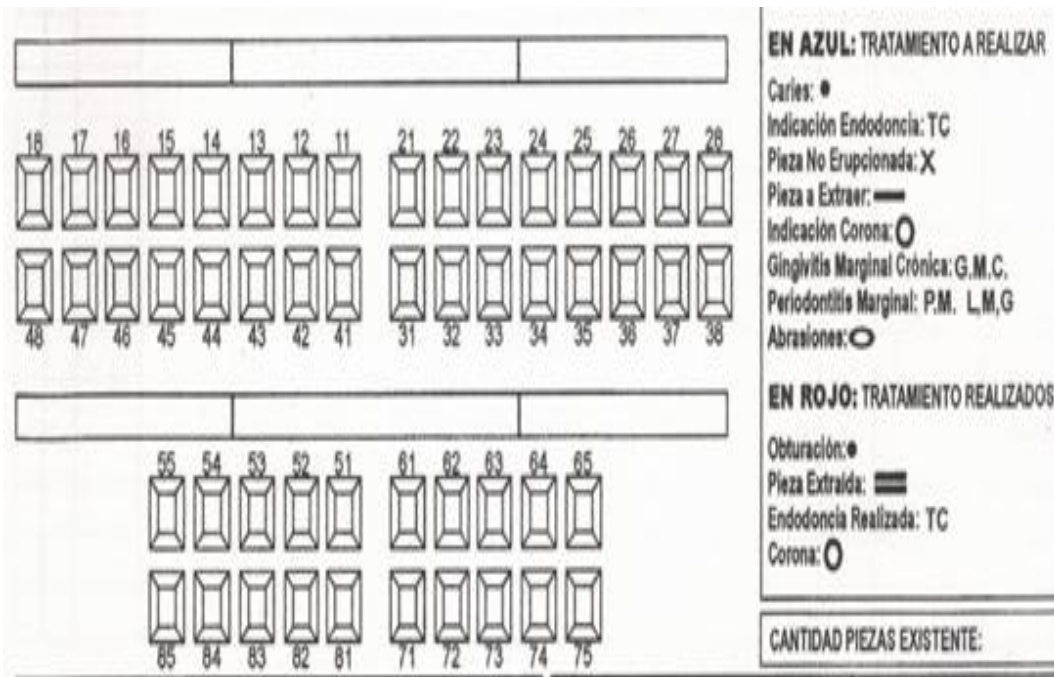 18 17 16 15 14 13 12 11 21 22 23 24 25 26 27 28
48 47 46 45 44 43 42 41 31 32 33 34 35 36 37 38
55 54 53 52 51 61 62 63 64 65
85 84 83 82 81 71 72 73 74 75
EN AZUL: TRATAMIENTO A REALIZAR
Caries: ●
Indicación Endodoncia: TC
Pieza No Erupcionada: X
Pieza a Extraer:
Indicación Corona: O
Gingivitis Marginal Crónica: G.M.C.
Periodontitis Marginal: P.M. L,M,G
Abrasiones:
EN ROJO: TRATAMIENTO REALIZADOS
Obturación: ●
Pieza Extraída:
Endodoncia Realizada: TC
Corona: O
CANTIDAD PIEZAS EXISTENTE: